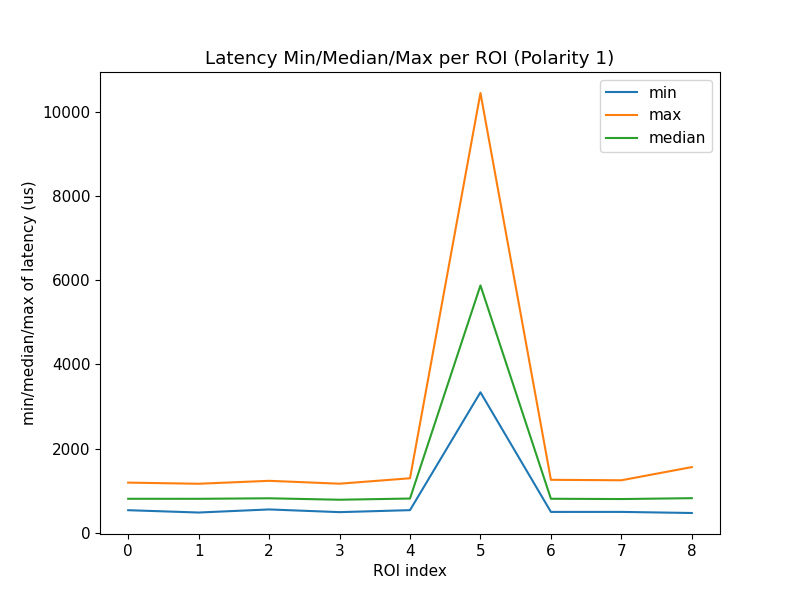 Latency Min/Median/Max per ROI (Polarity 1)
min
max
median
min/median/max of latency (us)
10000
8000
6000
4000
2000
0
0 1 2 3 4 5 6 7 8
ROI index